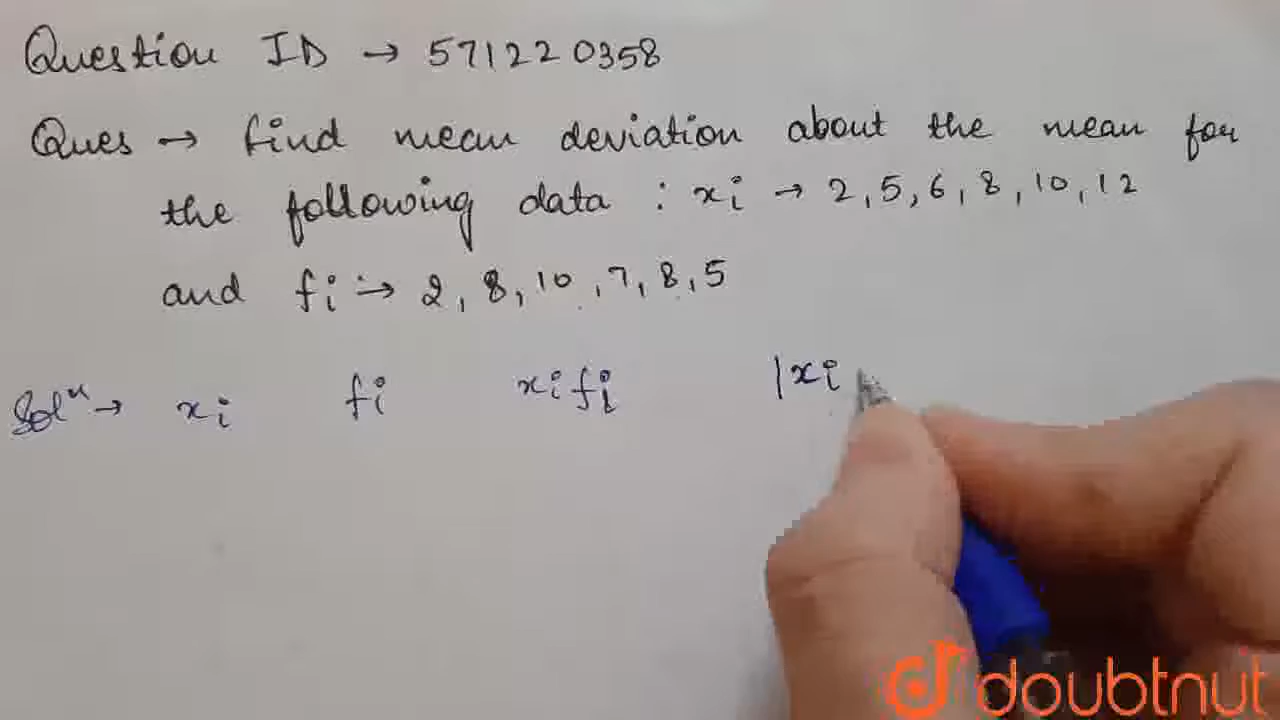 Question ID → 571220358
Ques → find mean deviation about the mean for
the following data : xi → 2, 5, 6, 8, 10, 12
and fi → 2, 8, 10, 7, 8, 5
Solⁿ → xi fi xifi |xi
doubtnut